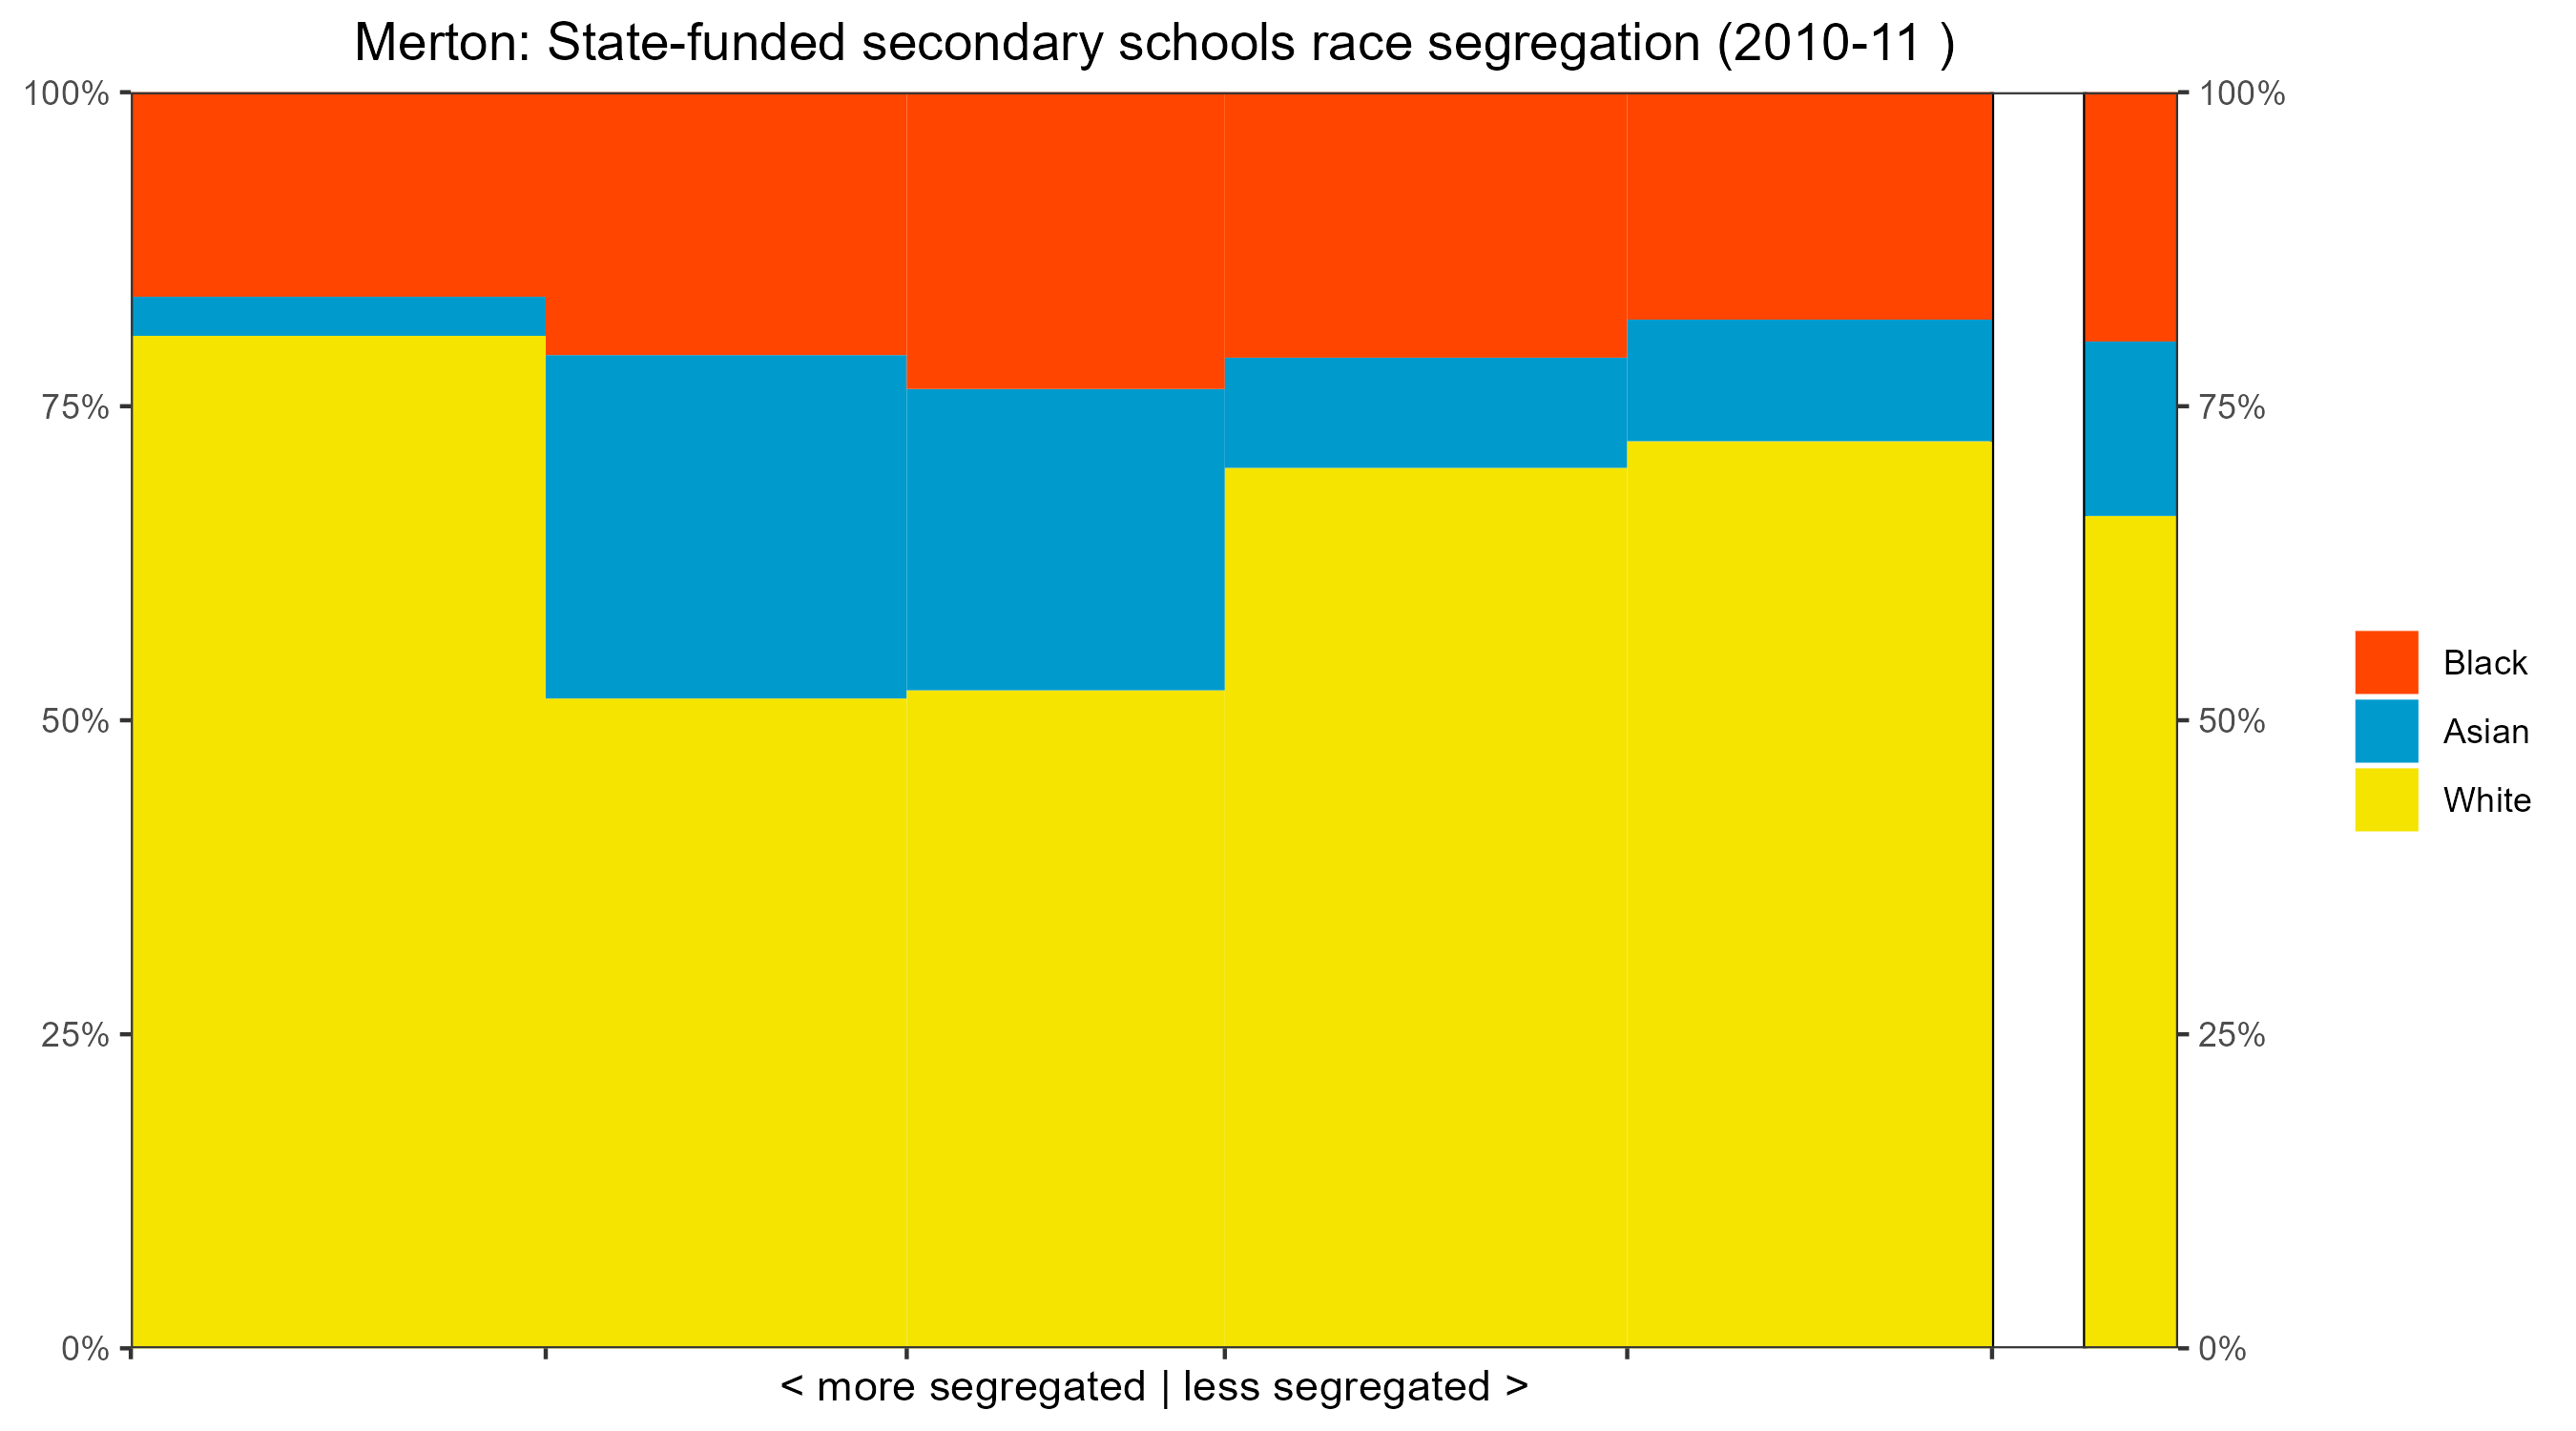 Merton: State-funded secondary schools race segregation (2010-11 )
100%
75%
50%
25%
0%
100%
75%
50%
25%
0%
< more segregated | less segregated >
Black
Asian
White